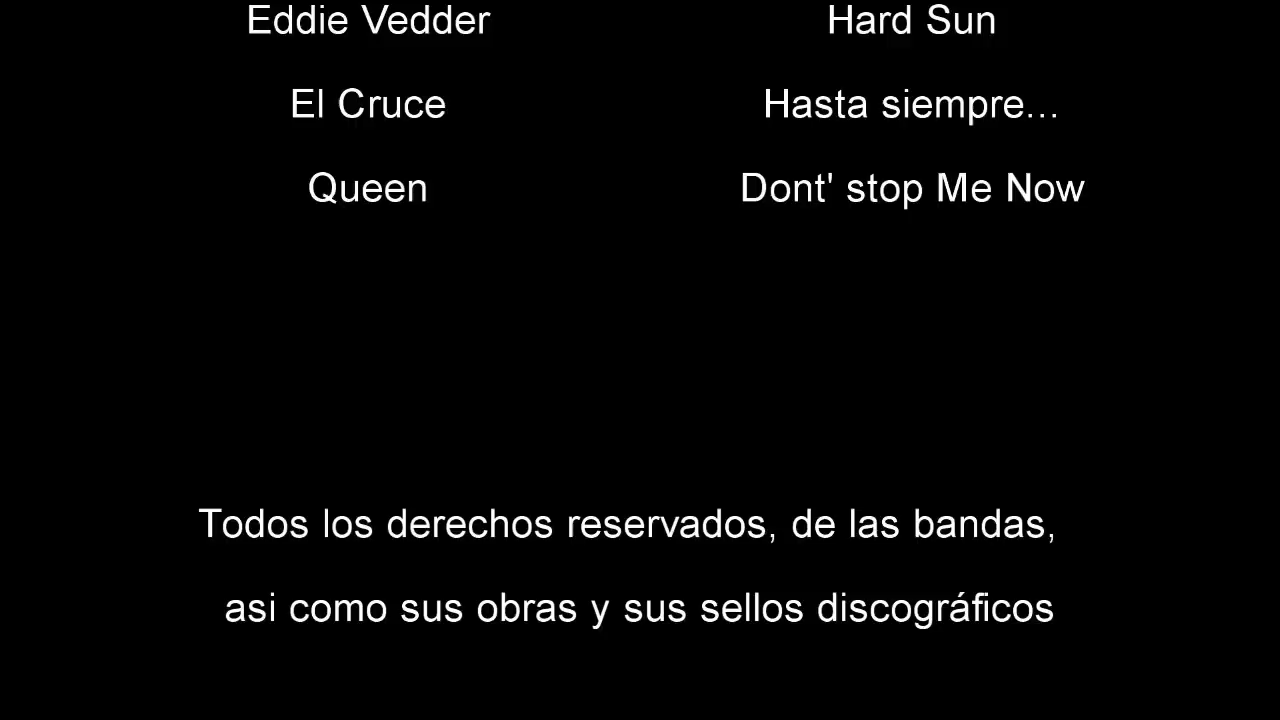 Eddie Vedder Hard Sun
El Cruce Hasta siempre...
Queen Dont' stop Me Now
Todos los derechos reservados, de las bandas,
asi como sus obras y sus sellos discográficos